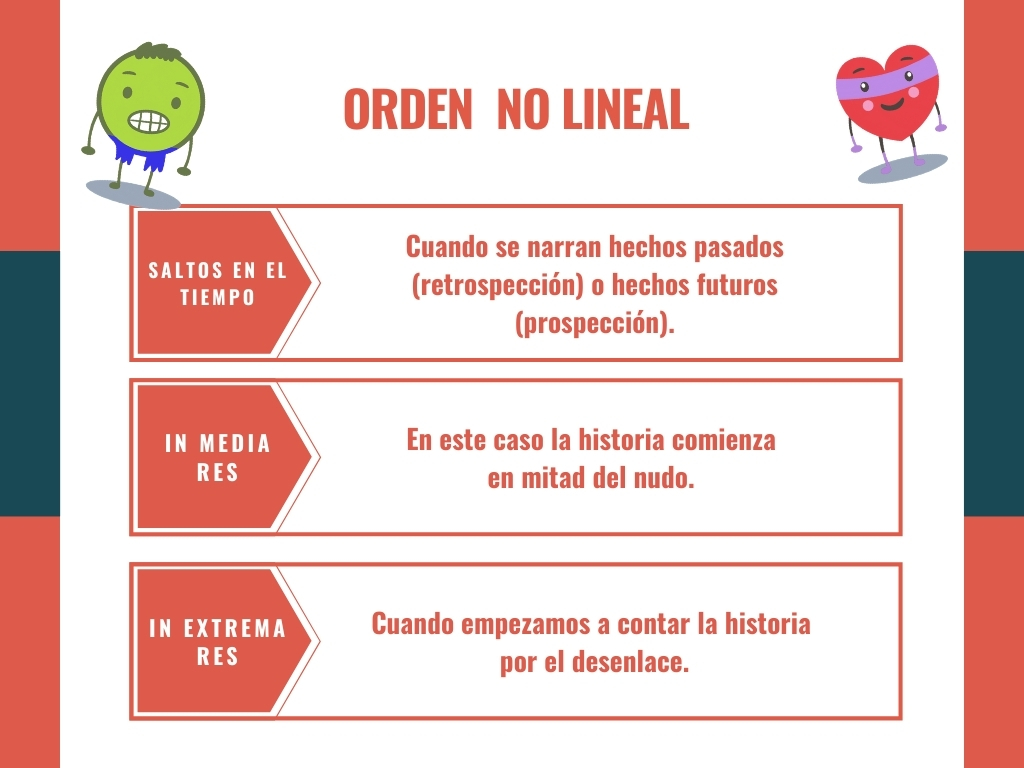 ORDEN  NO LINEAL
SALTOS EN EL
TIEMPO
Cuando se narran hechos pasados
(retrospección) o hechos futuros
(prospección).
IN MEDIA
RES
En este caso la historia comienza
en mitad del nudo.
IN EXTREMA
RES
Cuando empezamos a contar la historia
por el desenlace.